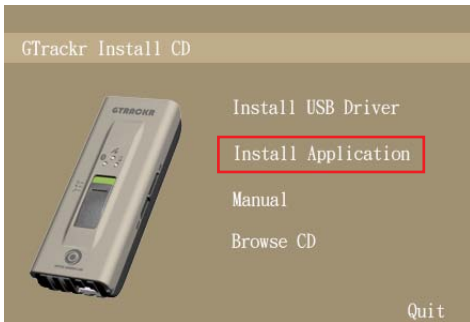 GTrackr Install CD
GTRACKR
Install USB Driver
Install Application
Manual
Browse CD
Quit